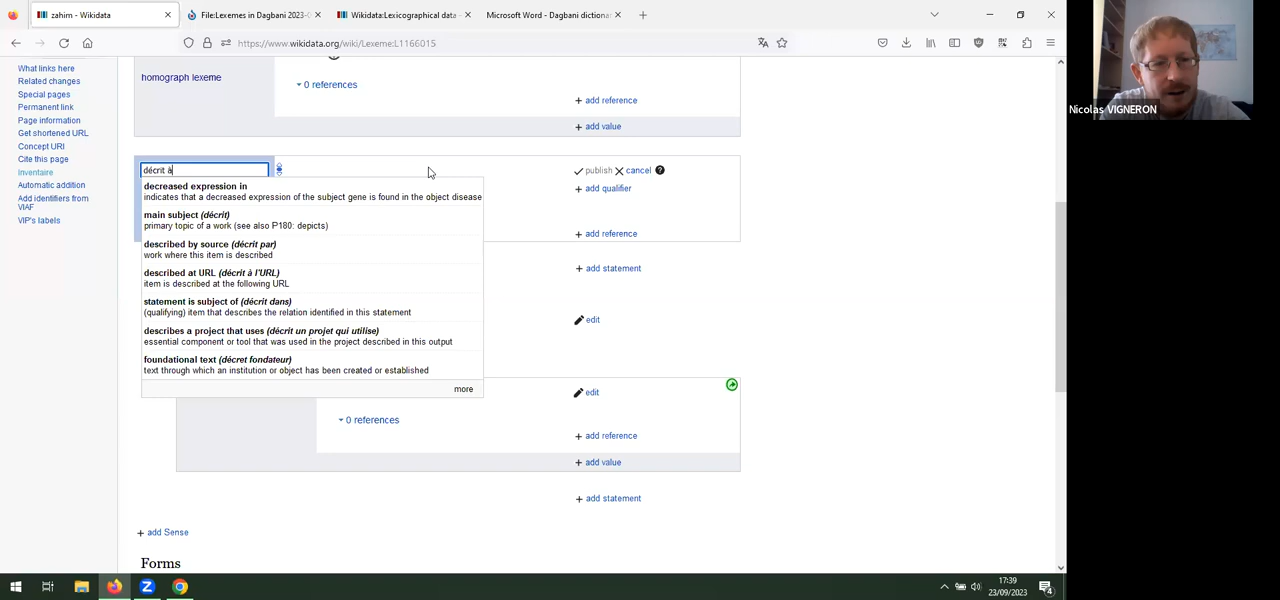 zahim - Wikidata
File:Lexemes in Dagbani 2023-0
Wikidata:Lexicographical data -
Microsoft Word - Dagbani dictiona
https://www.wikidata.org/wiki/Lexeme:L1166015
What links here
Related changes
Special pages
Permanent link
Page information
Get shortened URL
Concept URI
Cite this page
Inventaire
Automatic addition
Add identifiers from
VIAF
VIP's labels
homograph lexeme
0 references
+ add reference
+ add value
décrit à
publish
cancel
+ add qualifier
+ add reference
+ add statement
decreased expression in
indicates that a decreased expression of the subject gene is found in the object disease
main subject (décrit)
primary topic of a work (see also P180: depicts)
described by source (décrit par)
work where this item is described
described at URL (décrit à l'URL)
item is described at the following URL
statement is subject of (décrit dans)
(qualifying) item that describes the relation identified in this statement
describes a project that uses (décrit un projet qui utilise)
essential component or tool that was used in the project described in this output
foundational text (décret fondateur)
text through which an institution or object has been created or established
more
edit
edit
0 references
+ add reference
+ add value
+ add statement
+ add Sense
Forms
Nicolas VIGNERON
17:39
23/09/2023
4